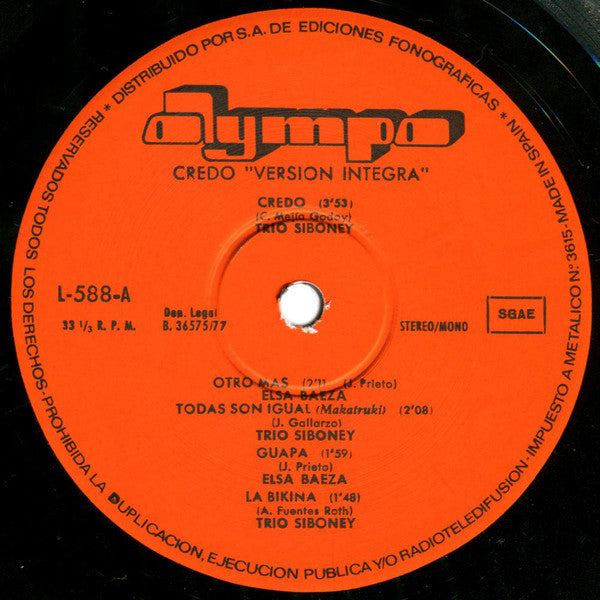 RESERVADOS TODOS LOS DERECHOS-PROHIBIDA LA DUPLICACION, EJECUCION PUBLICA Y/O RADIOTELEDIFUSION-IMPUESTO A METALICO N.º 3615-MADE IN SPAIN
* DISTRIBUIDO POR S.A. DE EDICIONES FONOGRAFICAS *
olympo
CREDO "VERSION INTEGRA"
CREDO (3'53)
(C. Mejía Godoy)
TRIO SIBONEY
L-588-A
33 1/3 R. P. M.
Dep. Legal
B. 36575/77
STEREO/MONO
SGAE
OTRO MAS (2'11) (J. Prieto)
ELSA BAEZA
TODAS SON IGUAL (Makatruki) (2'08)
(J. Gallarzo)
TRIO SIBONEY
GUAPA (1'59)
(J. Prieto)
ELSA BAEZA
LA BIKINA (1'48)
(A. Fuentes Roth)
TRIO SIBONEY